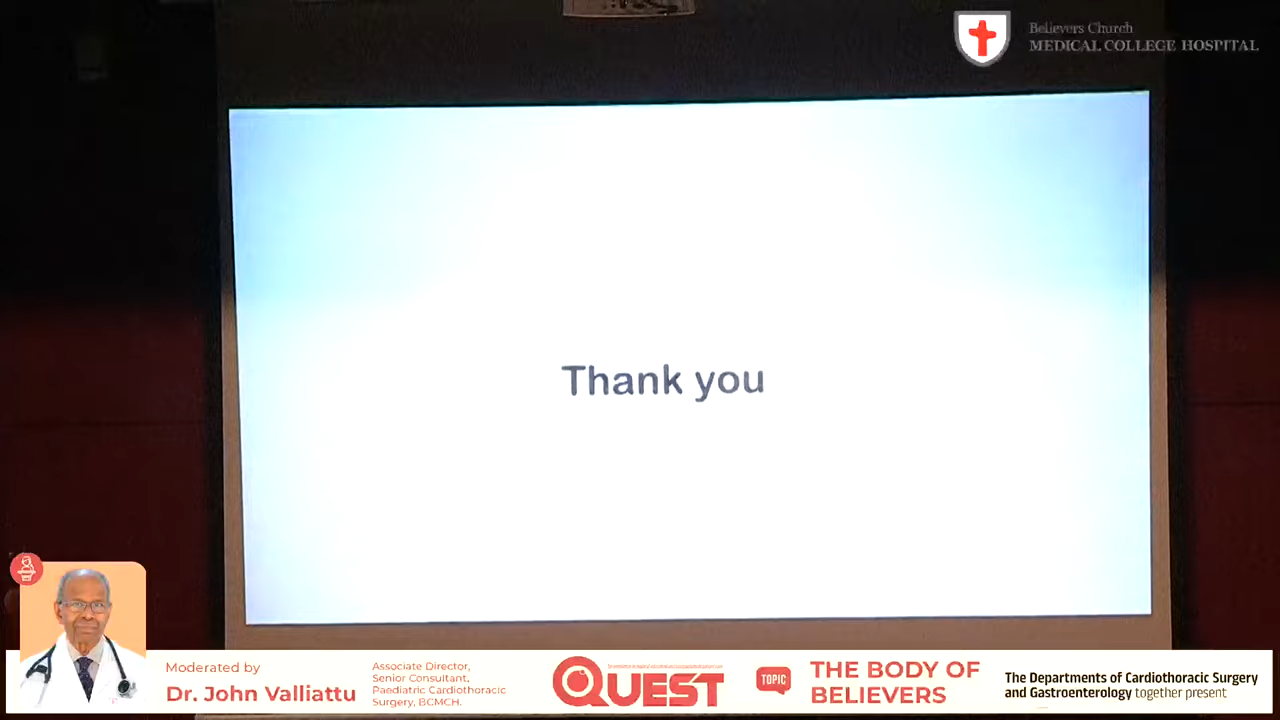 Believers Church
MEDICAL COLLEGE HOSPITAL
Thank you
Moderated by
Dr. John Valliattu
Associate Director,
Senior Consultant,
Paediatric Cardiothoracic
Surgery, BCMCH.
QUEST
TOPIC
THE BODY OF
BELIEVERS
The Departments of Cardiothoracic Surgery
and Gastroenterology together present